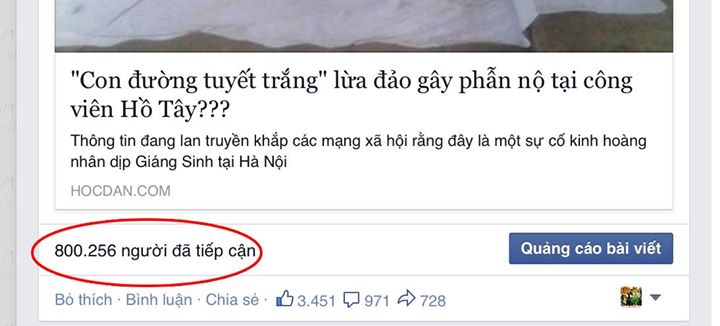 "Con đường tuyết trắng" lừa đảo gây phẫn nộ tại công
viên Hồ Tây???
Thông tin đang lan truyền khắp các mạng xã hội rằng đây là một sự cố kinh hoàng
nhân dịp Giáng Sinh tại Hà Nội
HOCDAN.COM
800.256 người đã tiếp cận
Quảng cáo bài viết
Bỏ thích · Bình luận · Chia sẻ · 3.451 971 728